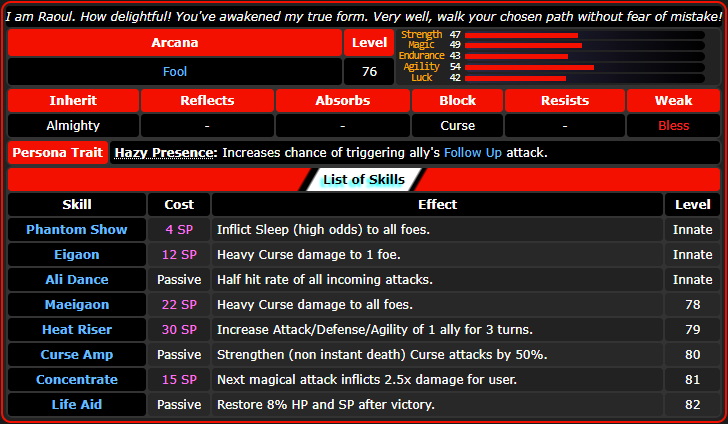 I am Raoul. How delightful! You've awakened my true form. Very well, walk your chosen path without fear of mistake!
Arcana Level
Fool 76
Strength 47
Magic 49
Endurance 43
Agility 54
Luck 42
Inherit Reflects Absorbs Block Resists Weak
Almighty - - Curse - Bless
Persona Trait Hazy Presence: Increases chance of triggering ally's Follow Up attack.
List of Skills
Skill Cost Effect Level
Phantom Show 4 SP Inflict Sleep (high odds) to all foes. Innate
Eigaon 12 SP Heavy Curse damage to 1 foe. Innate
Ali Dance Passive Half hit rate of all incoming attacks. Innate
Maeigaon 22 SP Heavy Curse damage to all foes. 78
Heat Riser 30 SP Increase Attack/Defense/Agility of 1 ally for 3 turns. 79
Curse Amp Passive Strengthen (non instant death) Curse attacks by 50%. 80
Concentrate 15 SP Next magical attack inflicts 2.5x damage for user. 81
Life Aid Passive Restore 8% HP and SP after victory. 82